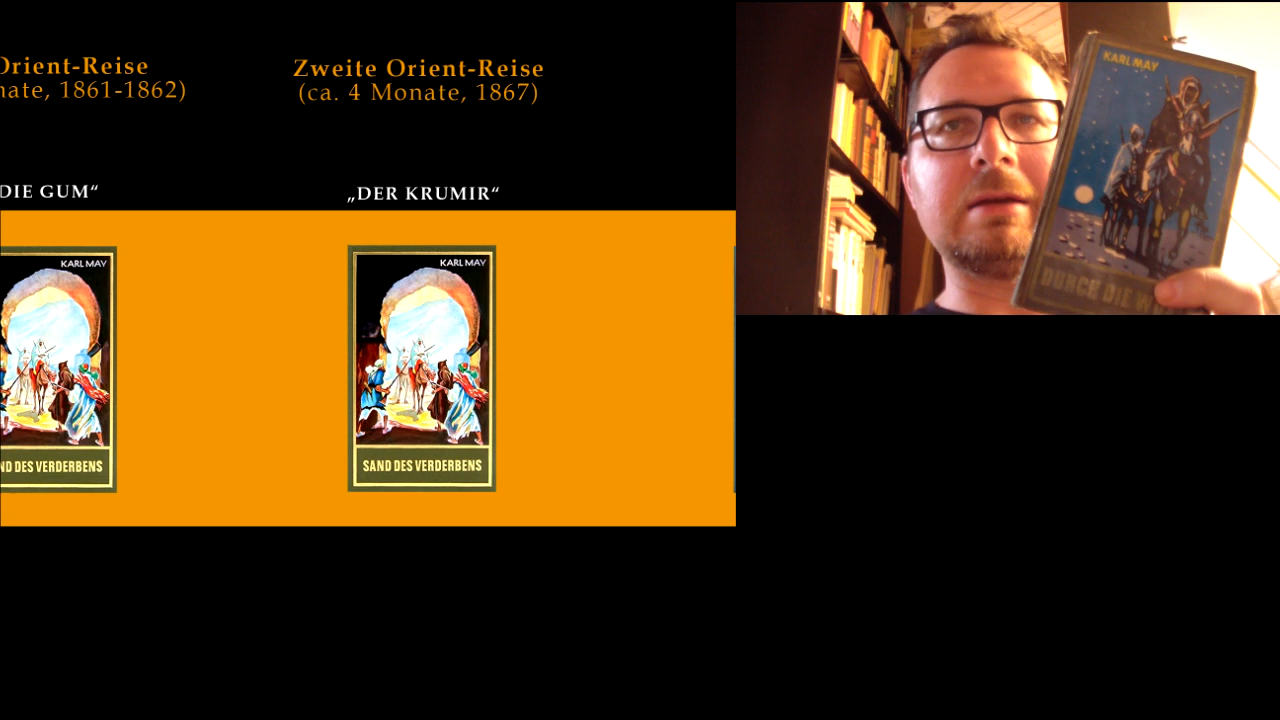 Orient-Reise
nate, 1861-1862)
DIE GUM“
KARL MAY
ND DES VERDERBENS
Zweite Orient-Reise
(ca. 4 Monate, 1867)
„DER KRUMIR“
KARL MAY
SAND DES VERDERBENS
KARL MAY
DURCH DIE W